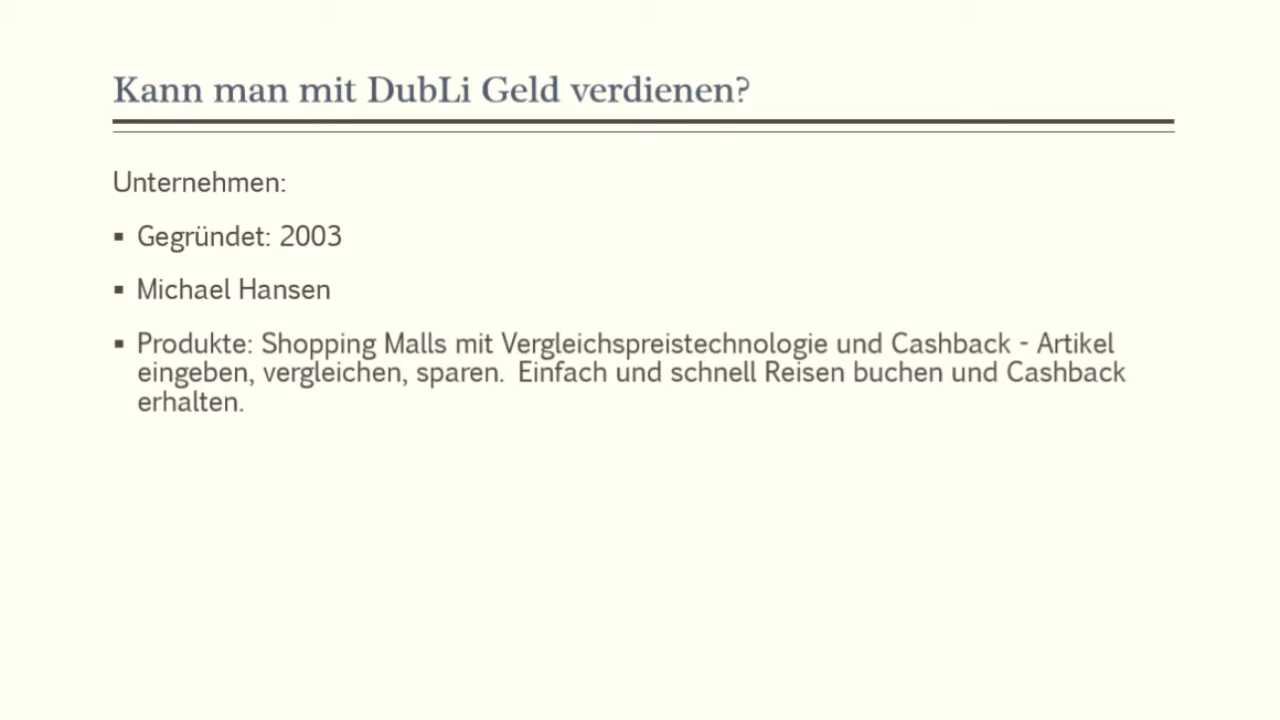 Kann man mit DubLi Geld verdienen?
Unternehmen:
▪ Gegründet: 2003
▪ Michael Hansen
▪ Produkte: Shopping Malls mit Vergleichspreistechnologie und Cashback - Artikel
eingeben, vergleichen, sparen. Einfach und schnell Reisen buchen und Cashback
erhalten.